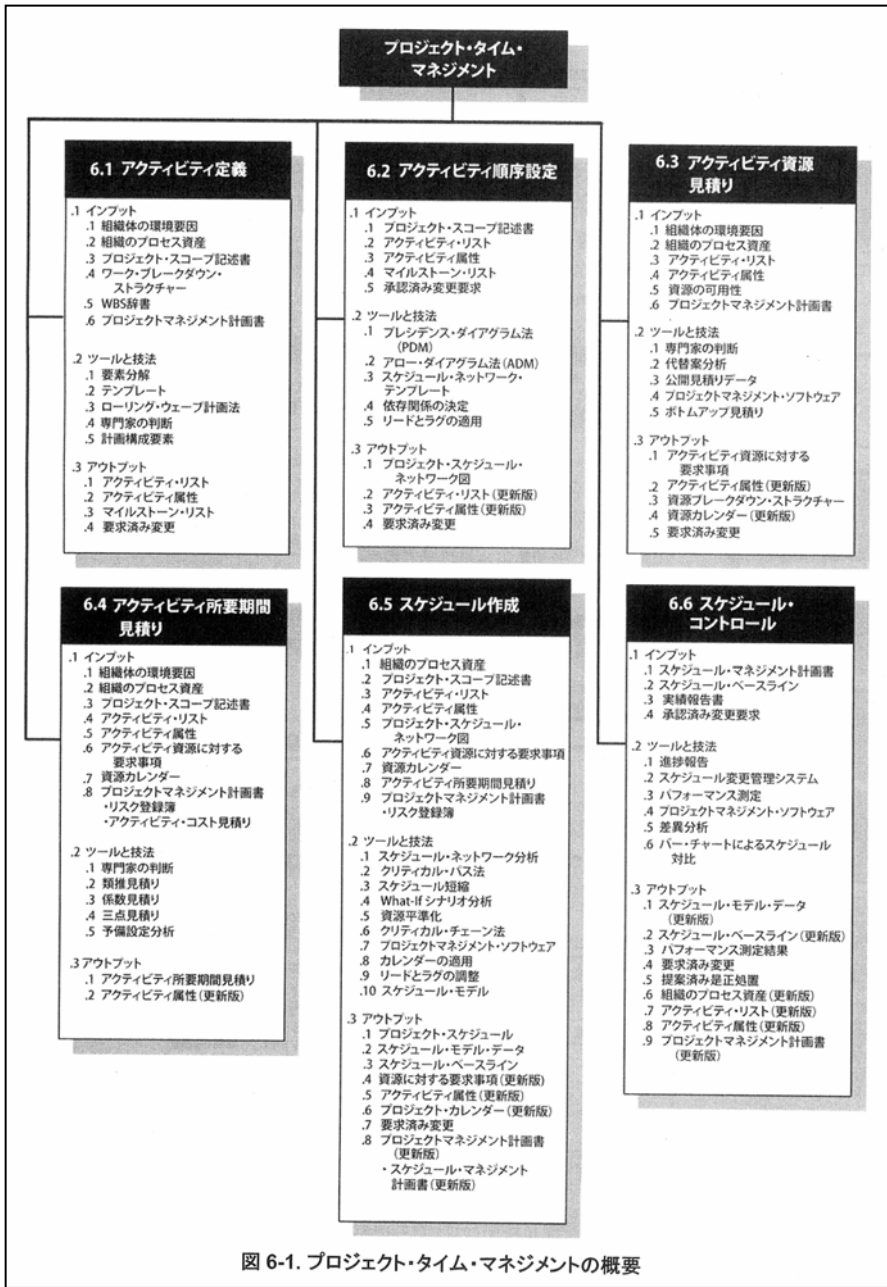 プロジェクト・タイム・
マネジメント
6.1 アクティビティ定義
.1 インプット
.1 組織体の環境要因
.2 組織のプロセス資産
.3 プロジェクト・スコープ記述書
.4 ワーク・ブレークダウン・
ストラクチャー
.5 WBS辞書
.6 プロジェクトマネジメント計画書
.2 ツールと技法
.1 要素分解
.2 テンプレート
.3 ローリング・ウェーブ計画法
.4 専門家の判断
.5 計画構成要素
.3 アウトプット
.1 アクティビティ・リスト
.2 アクティビティ属性
.3 マイルストーン・リスト
.4 要求済み変更
6.2 アクティビティ順序設定
.1 インプット
.1 プロジェクト・スコープ記述書
.2 アクティビティ・リスト
.3 アクティビティ属性
.4 マイルストーン・リスト
.5 承認済み変更要求
.2 ツールと技法
.1 プレシデンス・ダイアグラム法
(PDM)
.2 アロー・ダイアグラム法(ADM)
.3 スケジュール・ネットワーク・
テンプレート
.4 依存関係の決定
.5 リードとラグの適用
.3 アウトプット
.1 プロジェクト・スケジュール・
ネットワーク図
.2 アクティビティ・リスト(更新版)
.3 アクティビティ属性(更新版)
.4 要求済み変更
6.3 アクティビティ資源
見積り
.1 インプット
.1 組織体の環境要因
.2 組織のプロセス資産
.3 アクティビティ・リスト
.4 アクティビティ属性
.5 資源の可用性
.6 プロジェクトマネジメント計画書
.2 ツールと技法
.1 専門家の判断
.2 代替案分析
.3 公開見積りデータ
.4 プロジェクトマネジメント・ソフトウェア
.5 ボトムアップ見積り
.3 アウトプット
.1 アクティビティ資源に対する
要求事項
.2 アクティビティ属性(更新版)
.3 資源ブレークダウン・ストラクチャー
.4 資源カレンダー(更新版)
.5 要求済み変更
6.4 アクティビティ所要期間
見積り
.1 インプット
.1 組織体の環境要因
.2 組織のプロセス資産
.3 プロジェクト・スコープ記述書
.4 アクティビティ・リスト
.5 アクティビティ属性
.6 アクティビティ資源に対する
要求事項
.7 資源カレンダー
.8 プロジェクトマネジメント計画書
・リスク登録簿
・アクティビティ・コスト見積り
.2 ツールと技法
.1 専門家の判断
.2 類推見積り
.3 係数見積り
.4 三点見積り
.5 予備設定分析
.3アウトプット
.1 アクティビティ所要期間見積り
.2 アクティビティ属性(更新版)
6.5 スケジュール作成
.1 インプット
.1 組織のプロセス資産
.2 プロジェクト・スコープ記述書
.3 アクティビティ・リスト
.4 アクティビティ属性
.5 プロジェクト・スケジュール・
ネットワーク図
.6 アクティビティ資源に対する要求事項
.7 資源カレンダー
.8 アクティビティ所要期間見積り
.9 プロジェクトマネジメント計画書
・リスク登録簿
.2 ツールと技法
.1 スケジュール・ネットワーク分析
.2 クリティカル・パス法
.3 スケジュール短縮
.4 What-If シナリオ分析
.5 資源平準化
.6 クリティカル・チェーン法
.7 プロジェクトマネジメント・ソフトウェア
.8 カレンダーの適用
.9 リードとラグの調整
.10 スケジュール・モデル
.3 アウトプット
.1 プロジェクト・スケジュール
.2 スケジュール・モデル・データ
.3 スケジュール・ベースライン
.4 資源に対する要求事項(更新版)
.5 アクティビティ属性(更新版)
.6 プロジェクト・カレンダー(更新版)
.7 要求済み変更
.8 プロジェクトマネジメント計画書
(更新版)
・スケジュール・マネジメント
計画書(更新版)
6.6 スケジュール・
コントロール
.1 インプット
.1 スケジュール・マネジメント計画書
.2 スケジュール・ベースライン
.3 実績報告書
.4 承認済み変更要求
.2 ツールと技法
.1 進捗報告
.2 スケジュール変更管理システム
.3 パフォーマンス測定
.4 プロジェクトマネジメント・ソフトウェア
.5 差異分析
.6 バー・チャートによるスケジュール
対比
.3 アウトプット
.1 スケジュール・モデル・データ
(更新版)
.2 スケジュール・ベースライン(更新版)
.3 パフォーマンス測定結果
.4 要求済み変更
.5 提案済み是正処置
.6 組織のプロセス資産(更新版)
.7 アクティビティ・リスト(更新版)
.8 アクティビティ属性(更新版)
.9 プロジェクトマネジメント計画書
(更新版)
図 6-1. プロジェクト・タイム・マネジメントの概要